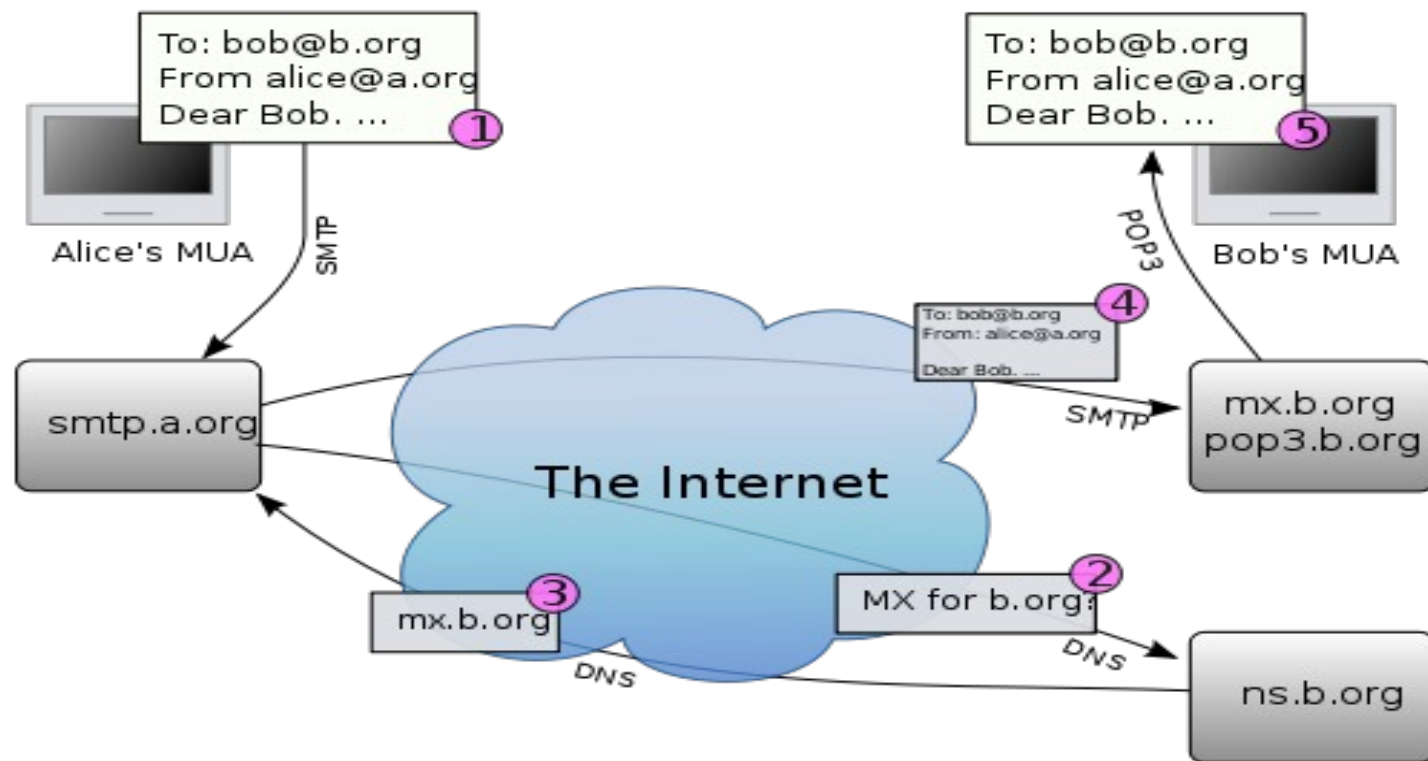 To: bob@b.org
From alice@a.org
Dear Bob. ...
1
Alice's MUA
SMTP
To: bob@b.org
From alice@a.org
Dear Bob. ...
5
Bob's MUA
POP3
smtp.a.org
The Internet
To: bob@b.org
From: alice@a.org
Dear Bob. ...
4
SMTP
mx.b.org
pop3.b.org
MX for b.org?
2
DNS
mx.b.org
3
DNS
ns.b.org